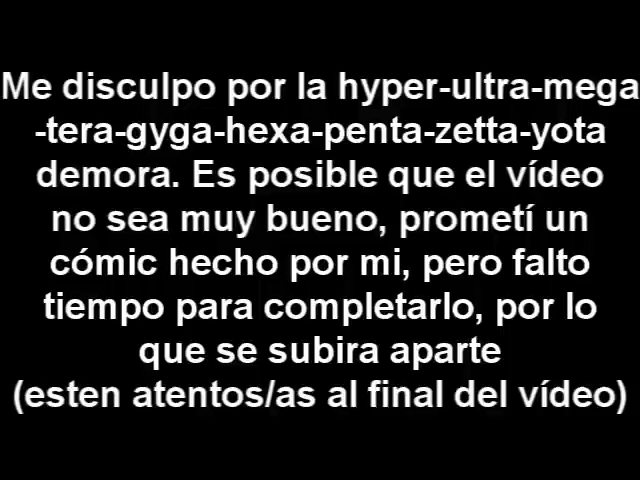 Me disculpo por la hyper-ultra-mega
-tera-gyga-hexa-penta-zetta-yota
demora. Es posible que el vídeo
no sea muy bueno, prometí un
cómic hecho por mi, pero falto
tiempo para completarlo, por lo
que se subira aparte
(esten atentos/as al final del vídeo)